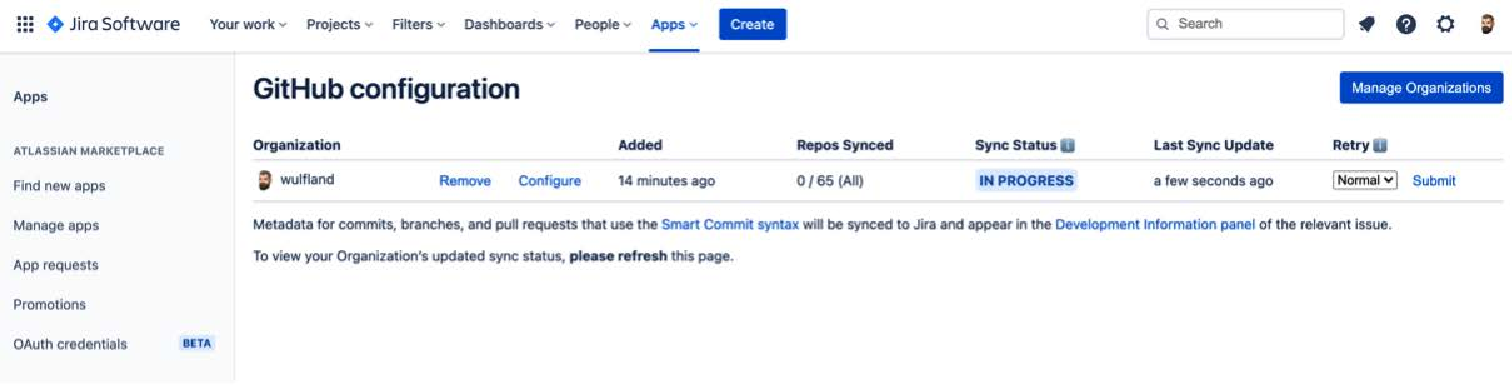 Jira Software Your work Projects Filters Dashboards People Apps Create Search
Apps
ATLASSIAN MARKETPLACE
Find new apps
Manage apps
App requests
Promotions
OAuth credentials BETA
GitHub configuration Manage Organizations
Organization Added Repos Synced Sync Status Last Sync Update Retry
wulfland Remove Configure 14 minutes ago 0 / 65 (All) IN PROGRESS a few seconds ago Normal Submit
Metadata for commits, branches, and pull requests that use the Smart Commit syntax will be synced to Jira and appear in the Development Information panel of the relevant issue.
To view your Organization's updated sync status, please refresh this page.